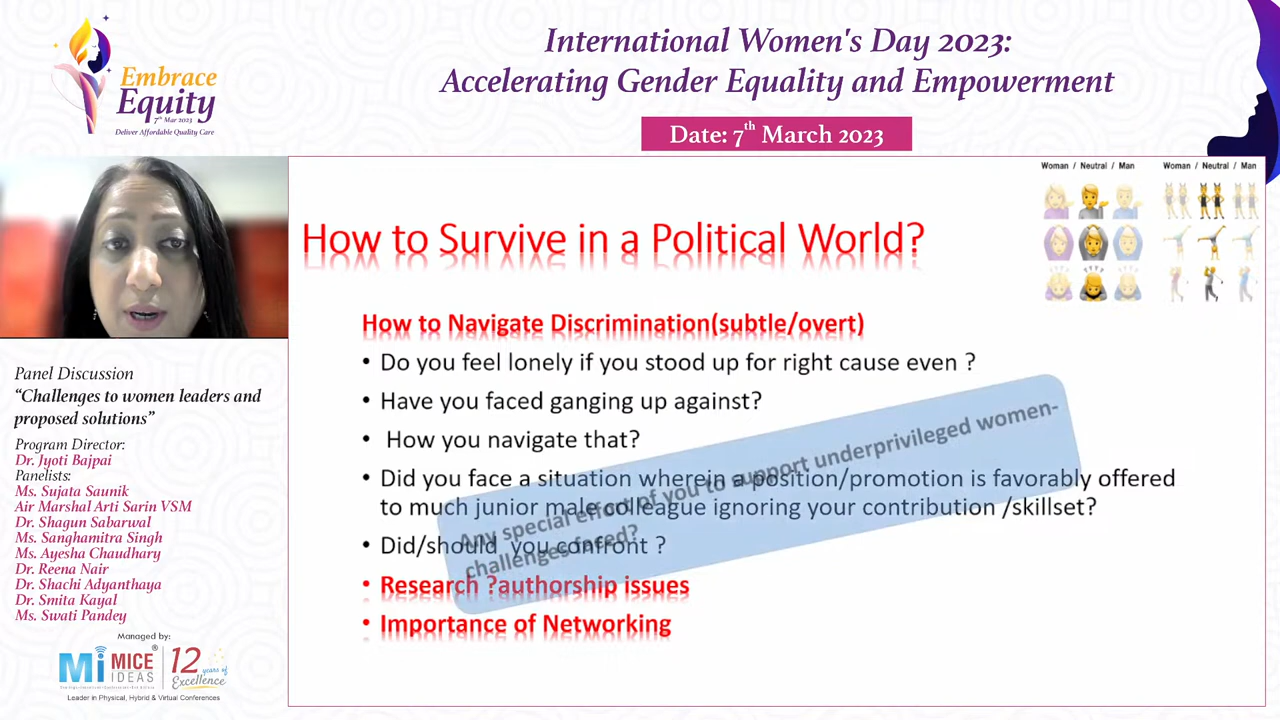 International Women's Day 2023:
Accelerating Gender Equality and Empowerment
Date: 7th March 2023
Embrace
Equity
7th Mar 2023
Deliver Affordable Quality Care
Panel Discussion
“Challenges to women leaders and
proposed solutions”
Program Director:
Dr. Jyoti Bajpai
Panelists:
Ms. Sujata Saunik
Air Marshal Arti Sarin VSM
Dr. Shagun Sabarwal
Ms. Sanghamitra Singh
Ms. Ayesha Chaudhary
Dr. Reena Nair
Dr. Shachi Adyanthaya
Dr. Smita Kayal
Ms. Swati Pandey
Managed by:
Mi MICE
IDEAS
®
12 years of
Excellence
Leader in Physical, Hybrid & Virtual Conferences
Woman / Neutral / Man
Woman / Neutral / Man
How to Survive in a Political World?
How to Navigate Discrimination(subtle/overt)
• Do you feel lonely if you stood up for right cause even ?
• Have you faced ganging up against?
• How you navigate that?
• Did you face a situation wherein a position/promotion is favorably offered
to much junior male colleague ignoring your contribution /skillset?
• Did/should you confront ?
• Research ?authorship issues
• Importance of Networking
Any special effort of you to support underprivileged women-
challenges faced?